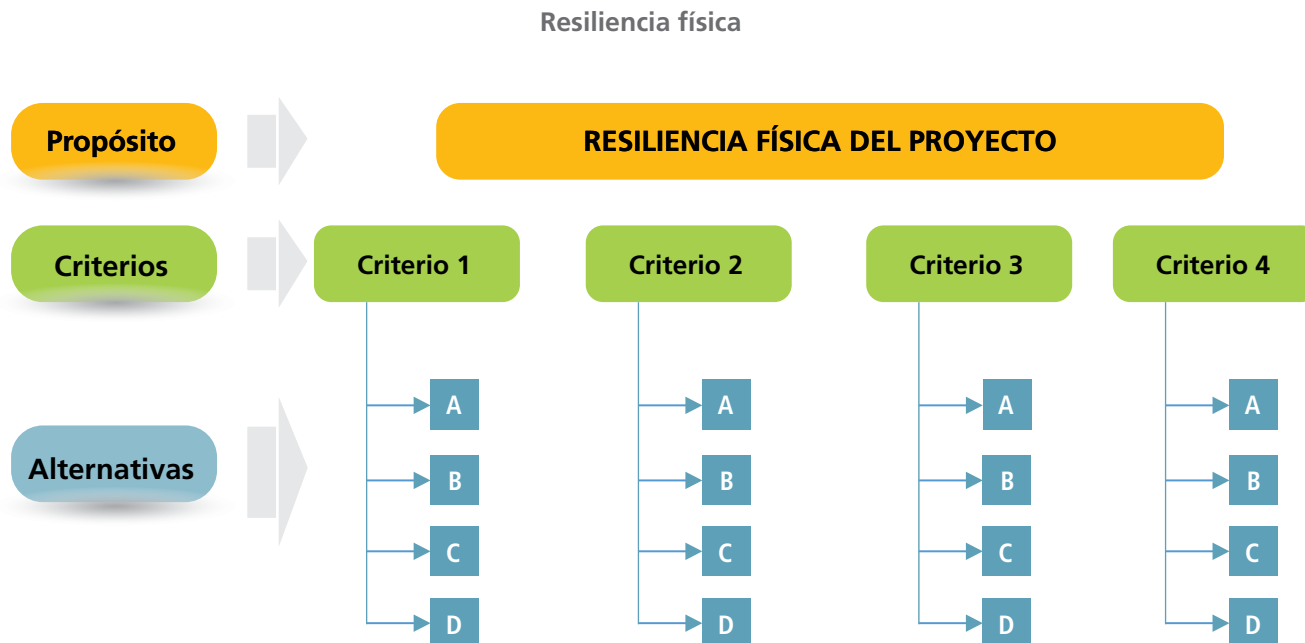 Resiliencia física
Propósito
RESILIENCIA FÍSICA DEL PROYECTO
Criterios
Criterio 1
Criterio 2
Criterio 3
Criterio 4
Alternativas
A
A
A
A
B
B
B
B
C
C
C
C
D
D
D
D